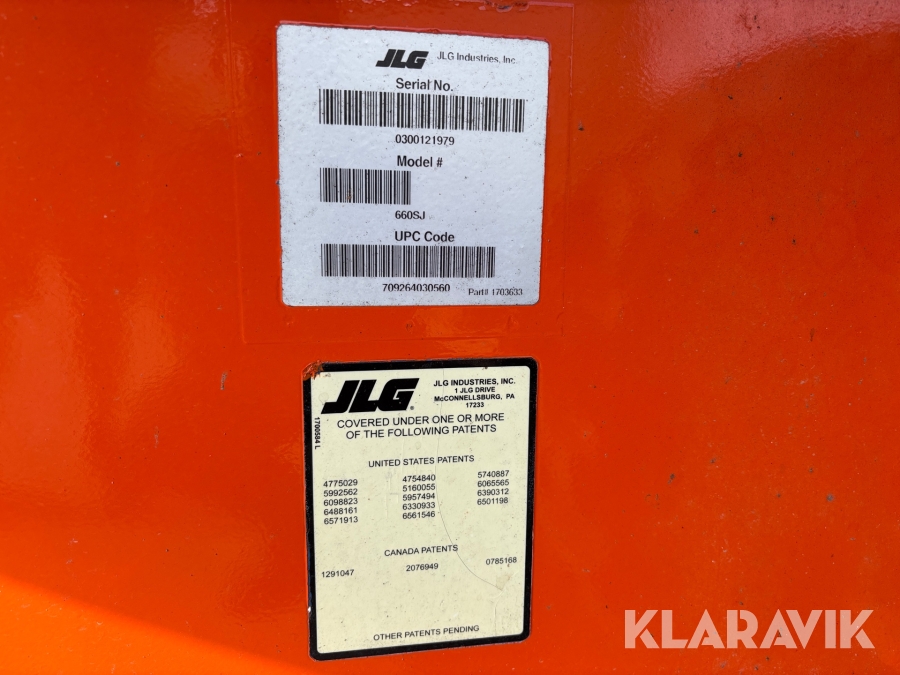 JLG JLG Industries, Inc.
Serial No.
0300121979
Model #
660SJ
UPC Code
709264030560
Part# 1703633
JLG
JLG INDUSTRIES, INC.
1 JLG DRIVE
McCONNELLSBURG, PA
17233
1700584 L
COVERED UNDER ONE OR MORE
OF THE FOLLOWING PATENTS
UNITED STATES PATENTS
4775029 4754840 5740887
5992562 5160055 6065565
6098823 5957494 6390312
6488161 6330933 6501198
6571913 6561546
CANADA PATENTS
1291047 2076949 0785168
OTHER PATENTS PENDING
KLARAVIK